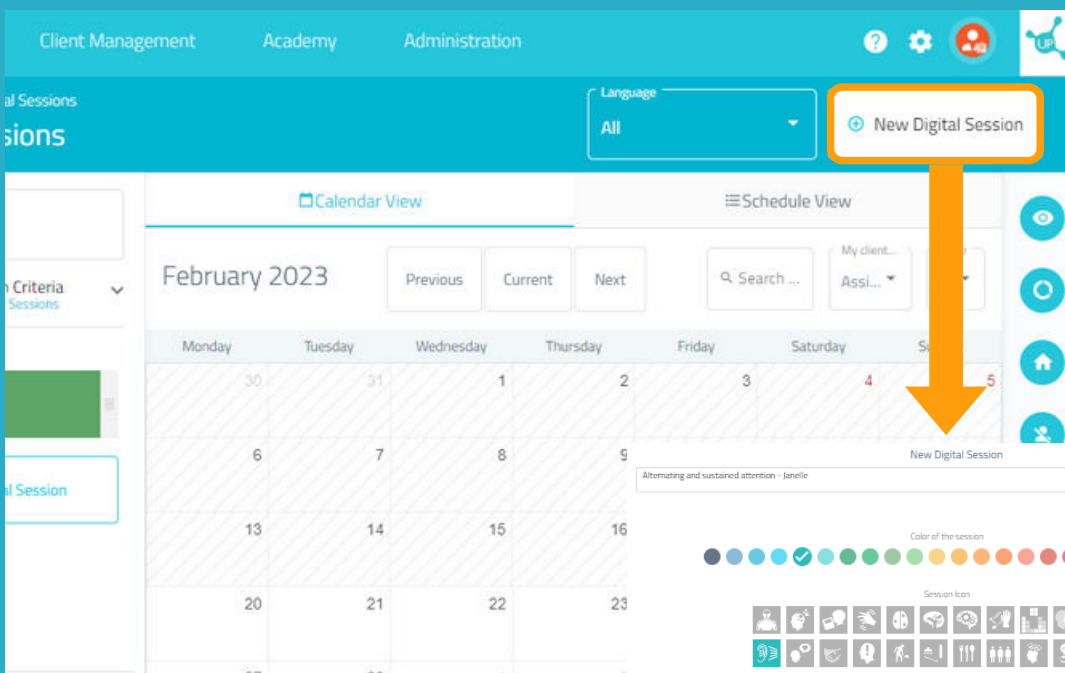 Client Management Academy Administration
UP
al Sessions
sions
Language
All
New Digital Session
Calendar View
Schedule View
Criteria
Sessions
February 2023
Previous Current Next
Search ...
My client...
Assi...
Monday Tuesday Wednesday Thursday Friday Saturday
30 31 1 2 3 4 5
6 7 8 9
al Session
13 14 15 16
20 21 22 23
New Digital Session
Alternating and sustained attention - Janelle
Color of the session
Session Icon